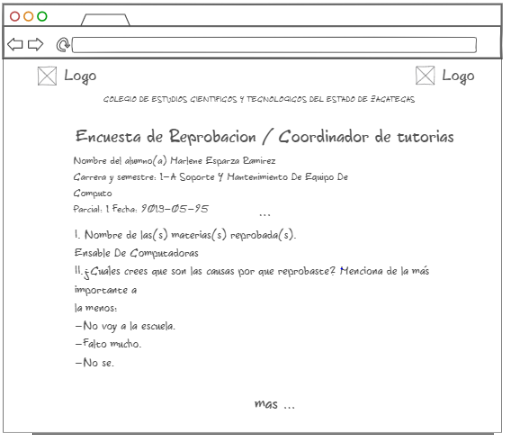 Logo
Logo
COLEGIO DE ESTUDIOS CIENTIFICOS Y TECNOLOGICOS DEL ESTADO DE ZACATECAS
Encuesta de Reprobacion / Coordinador de tutorias
Nombre del alumno(a) Marlene Esparza Ramirez
Carrera y semestre: 1-A Soporte Y Mantenimiento De Equipo De
Computo
Parcial: 1 Fecha: 2013-05-25
...
I. Nombre de las(s) materias(s) reprobada(s).
Ensable De Computadoras
II.¿Cuales crees que son las causas por que reprobaste? Menciona de la más
importante a
la menos:
-No voy a la escuela.
-Falto mucho.
-No se.
mas ...